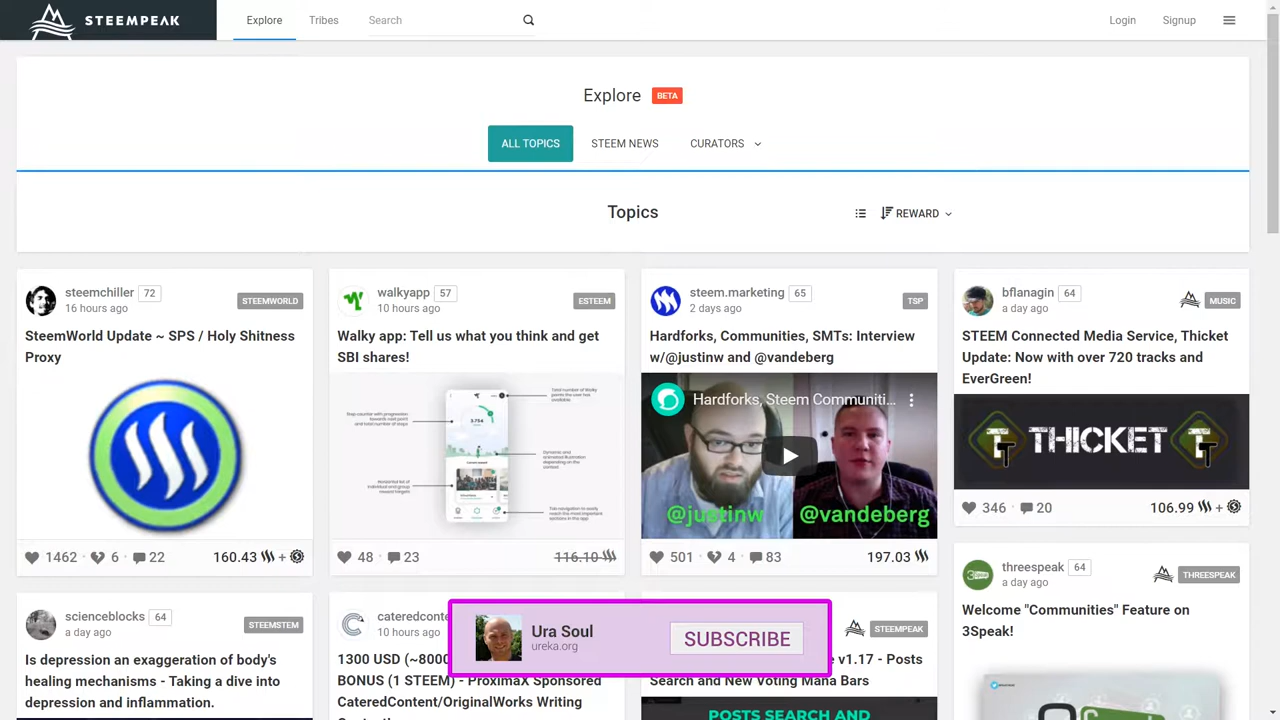 STEEMPEAK
Explore
Tribes
Search
Login
Signup
Explore BETA
ALL TOPICS
STEEM NEWS
CURATORS
Topics
REWARD
steemchiller 72
16 hours ago
STEEMWORLD
SteemWorld Update ~ SPS / Holy Shitness
Proxy
1462 · 6 · 22
160.43 +
walkyapp 57
10 hours ago
ESTEEM
Walky app: Tell us what you think and get
SBI shares!
48 · 23
116.10
steem.marketing 65
2 days ago
TSP
Hardforks, Communities, SMTs: Interview
w/@justinw and @vandeberg
Hardforks, Steem Communiti...
@justinw
@vandeberg
501 · 4 · 83
197.03
bflanagin 64
a day ago
MUSIC
STEEM Connected Media Service, Thicket
Update: Now with over 720 tracks and
EverGreen!
THICKET
346 · 20
106.99 +
scienceblocks 64
a day ago
STEEMSTEM
Is depression an exaggeration of body's
healing mechanisms - Taking a dive into
depression and inflammation.
cateredconte
10 hours ago
1300 USD (~8000
BONUS (1 STEEM) - ProximaX Sponsored
CateredContent/OriginalWorks Writing
STEEMPEAK
e v1.17 - Posts
Search and New Voting Mana Bars
POSTS SEARCH AND
threespeak 64
a day ago
THREESPEAK
Welcome "Communities" Feature on
3Speak!
Ura Soul
ureka.org
SUBSCRIBE